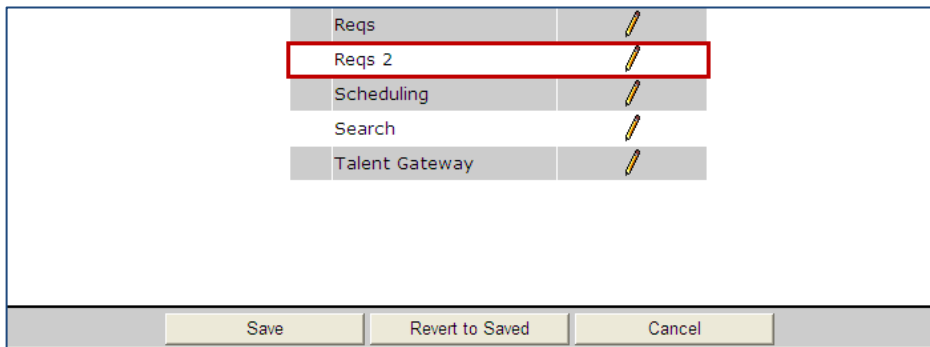 Reqs
Reqs 2
Scheduling
Search
Talent Gateway
Save Revert to Saved Cancel